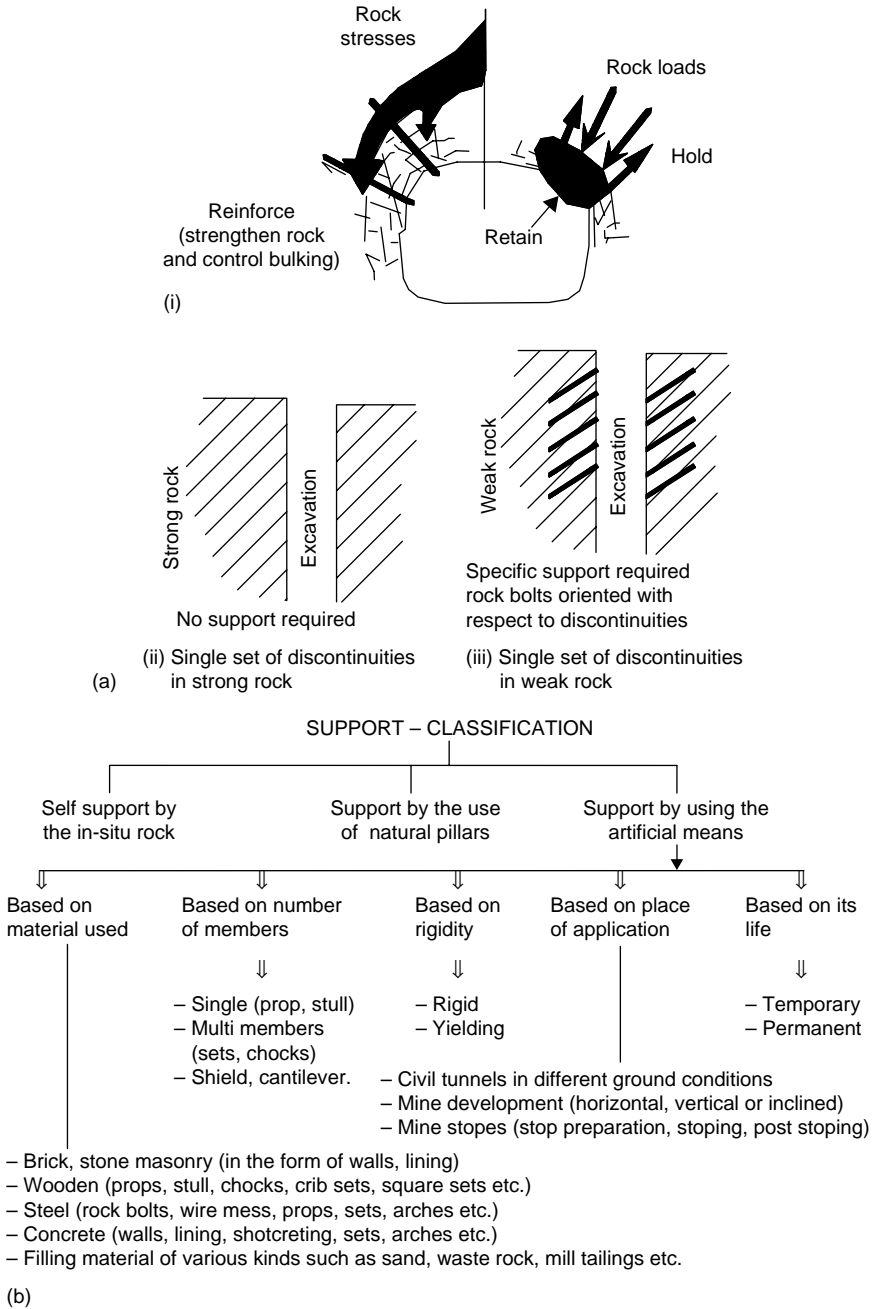 Rock
stresses
Rock loads
Hold
Reinforce
(strengthen rock
and control bulking)
Retain
(i)
Strong rock
Excavation
No support required
(ii) Single set of discontinuities
in strong rock
Weak rock
Excavation
Specific support required
rock bolts oriented with
respect to discontinuities
(iii) Single set of discontinuities
in weak rock
(a)
SUPPORT – CLASSIFICATION
Self support by
the in-situ rock
Support by the use
of natural pillars
Support by using the
artificial means
Based on
material used
Based on number
of members
Based on
rigidity
Based on place
of application
Based on its
life
– Single (prop, stull)
– Multi members
(sets, chocks)
– Shield, cantilever.
– Rigid
– Yielding
– Temporary
– Permanent
– Civil tunnels in different ground conditions
– Mine development (horizontal, vertical or inclined)
– Mine stopes (stop preparation, stoping, post stoping)
– Brick, stone masonry (in the form of walls, lining)
– Wooden (props, stull, chocks, crib sets, square sets etc.)
– Steel (rock bolts, wire mess, props, sets, arches etc.)
– Concrete (walls, lining, shotcreting, sets, arches etc.)
– Filling material of various kinds such as sand, waste rock, mill tailings etc.
(b)